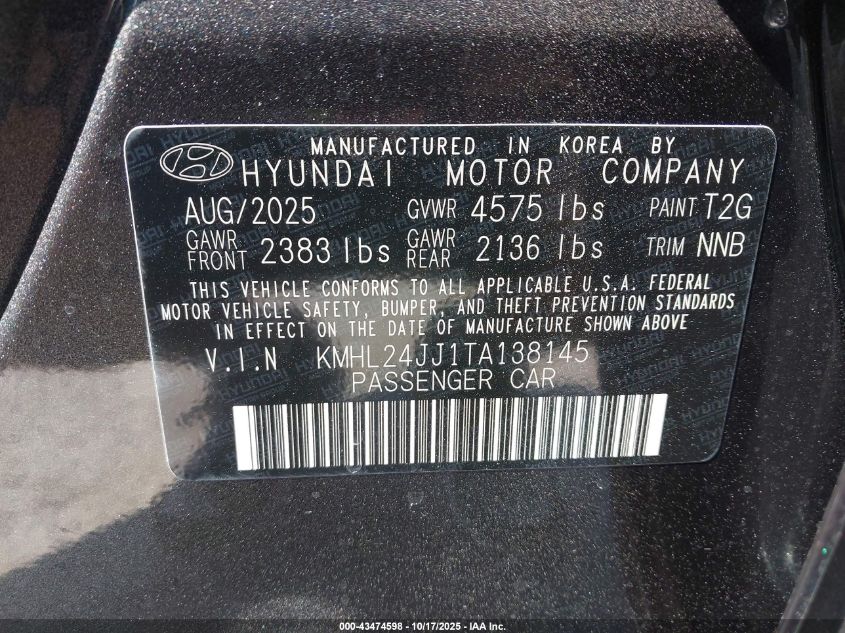 MANUFACTURED IN KOREA BY
HYUNDAI MOTOR COMPANY
AUG/2025 GVWR 4575 lbs PAINT T2G
GAWR FRONT 2383 lbs GAWR REAR 2136 lbs TRIM NNB
THIS VEHICLE CONFORMS TO ALL APPLICABLE U.S.A. FEDERAL
MOTOR VEHICLE SAFETY, BUMPER, AND THEFT PREVENTION STANDARDS
IN EFFECT ON THE DATE OF MANUFACTURE SHOWN ABOVE
V.I.N KMHL24JJ1TA138145
PASSENGER CAR
000-43474598 - 10/17/2025 - IAA Inc.